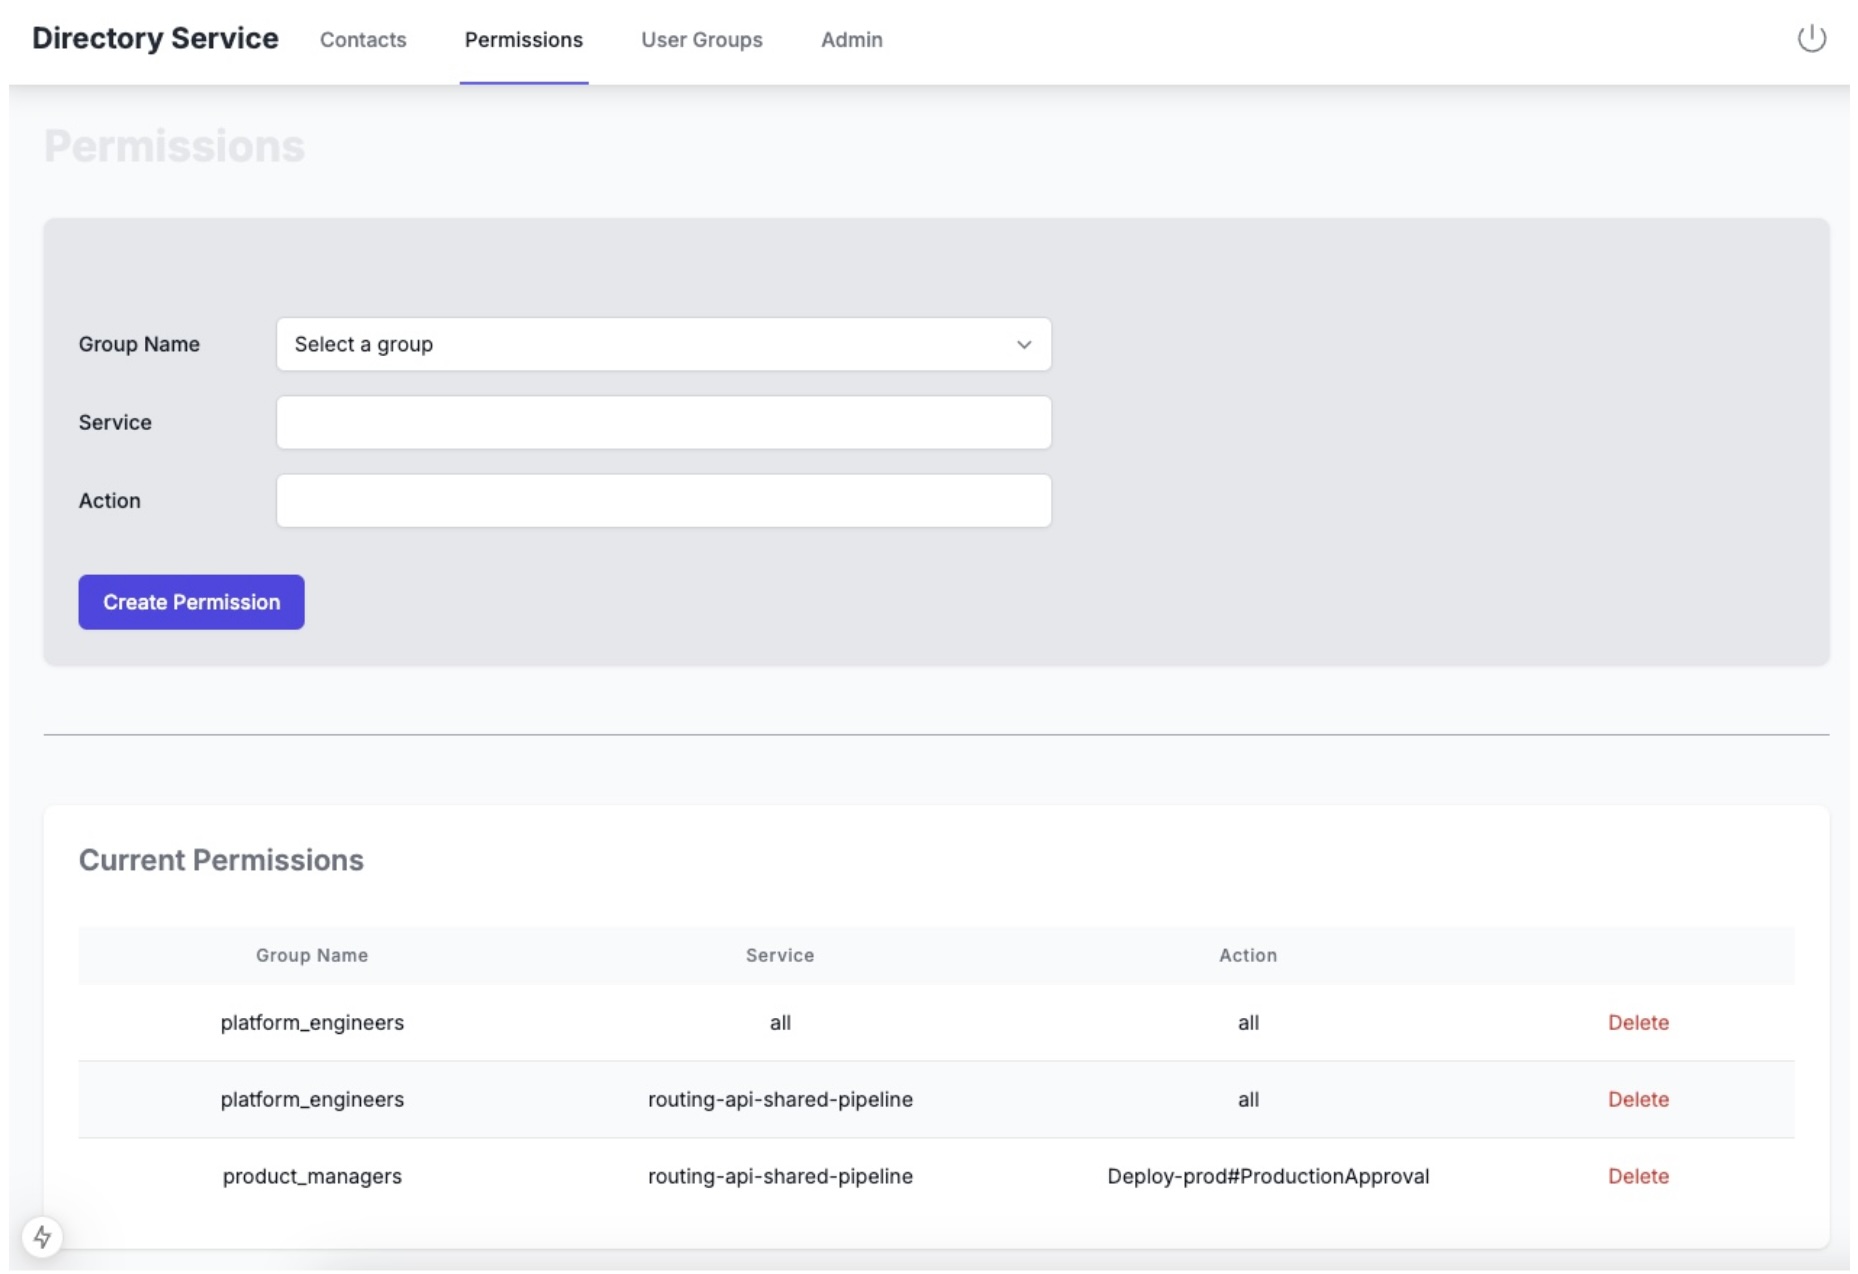 Directory Service Contacts Permissions User Groups Admin
Permissions
Group Name Select a group
Service
Action
Create Permission
Current Permissions
Group Name Service Action
platform_engineers all all Delete
platform_engineers routing-api-shared-pipeline all Delete
product_managers routing-api-shared-pipeline Deploy-prod#ProductionApproval Delete